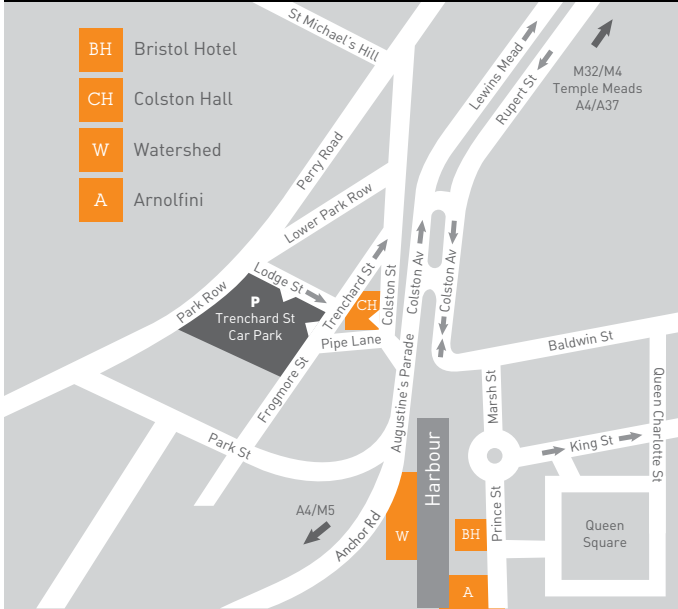 St Michael's Hill
BH Bristol Hotel
CH Colston Hall
W Watershed
A Arnolfini
Lewins Mead
Rupert St
M32/M4
Temple Meads
A4/A37
Perry Road
Lower Park Row
Lodge St
Trenchard St
CH
Colston St
Colston Av
Colston Av
Park Row
P
Trenchard St
Car Park
Pipe Lane
Frogmore St
Augustine's Parade
Baldwin St
Marsh St
Queen Charlotte St
Park St
King St
Harbour
A4/M5
Anchor Rd
W
BH
Prince St
Queen
Square
A